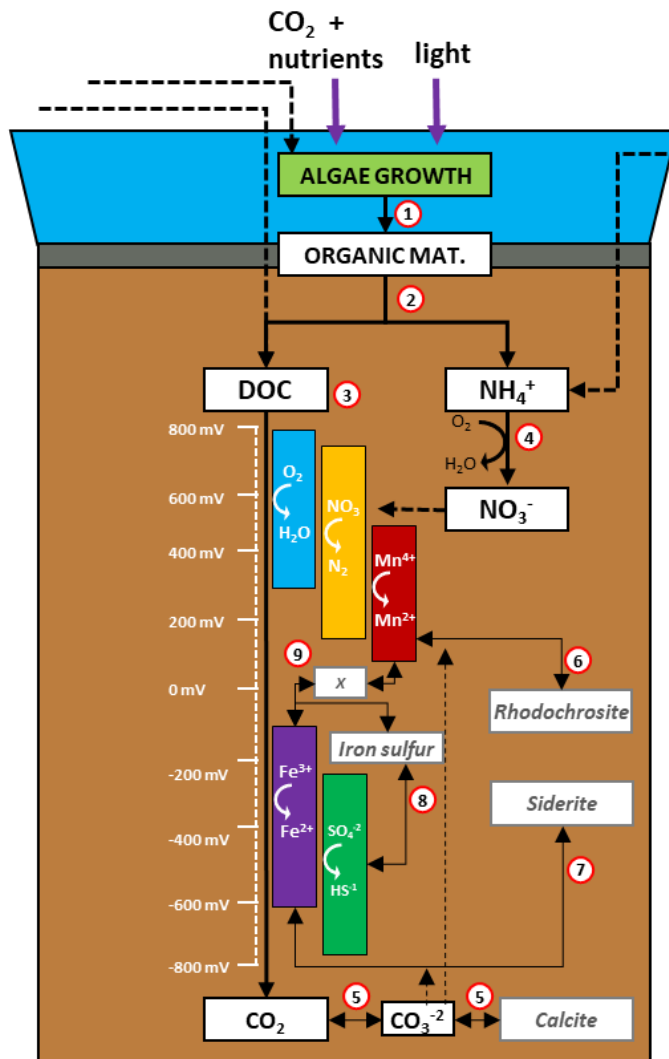 CO₂ +
nutrients
light
ALGAE GROWTH
1
ORGANIC MAT.
2
DOC
3
NH₄⁺
O₂
4
H₂O
NO₃⁻
800 mV
600 mV
400 mV
200 mV
0 mV
-200 mV
-400 mV
-600 mV
-800 mV
O₂
H₂O
NO₃
N₂
Mn⁴⁺
Mn²⁺
9
X
6
Rhodochrosite
Iron sulfur
Fe³⁺
Fe²⁺
8
SO₄⁻²
HS⁻¹
Siderite
7
CO₂
5
CO₃⁻²
5
Calcite